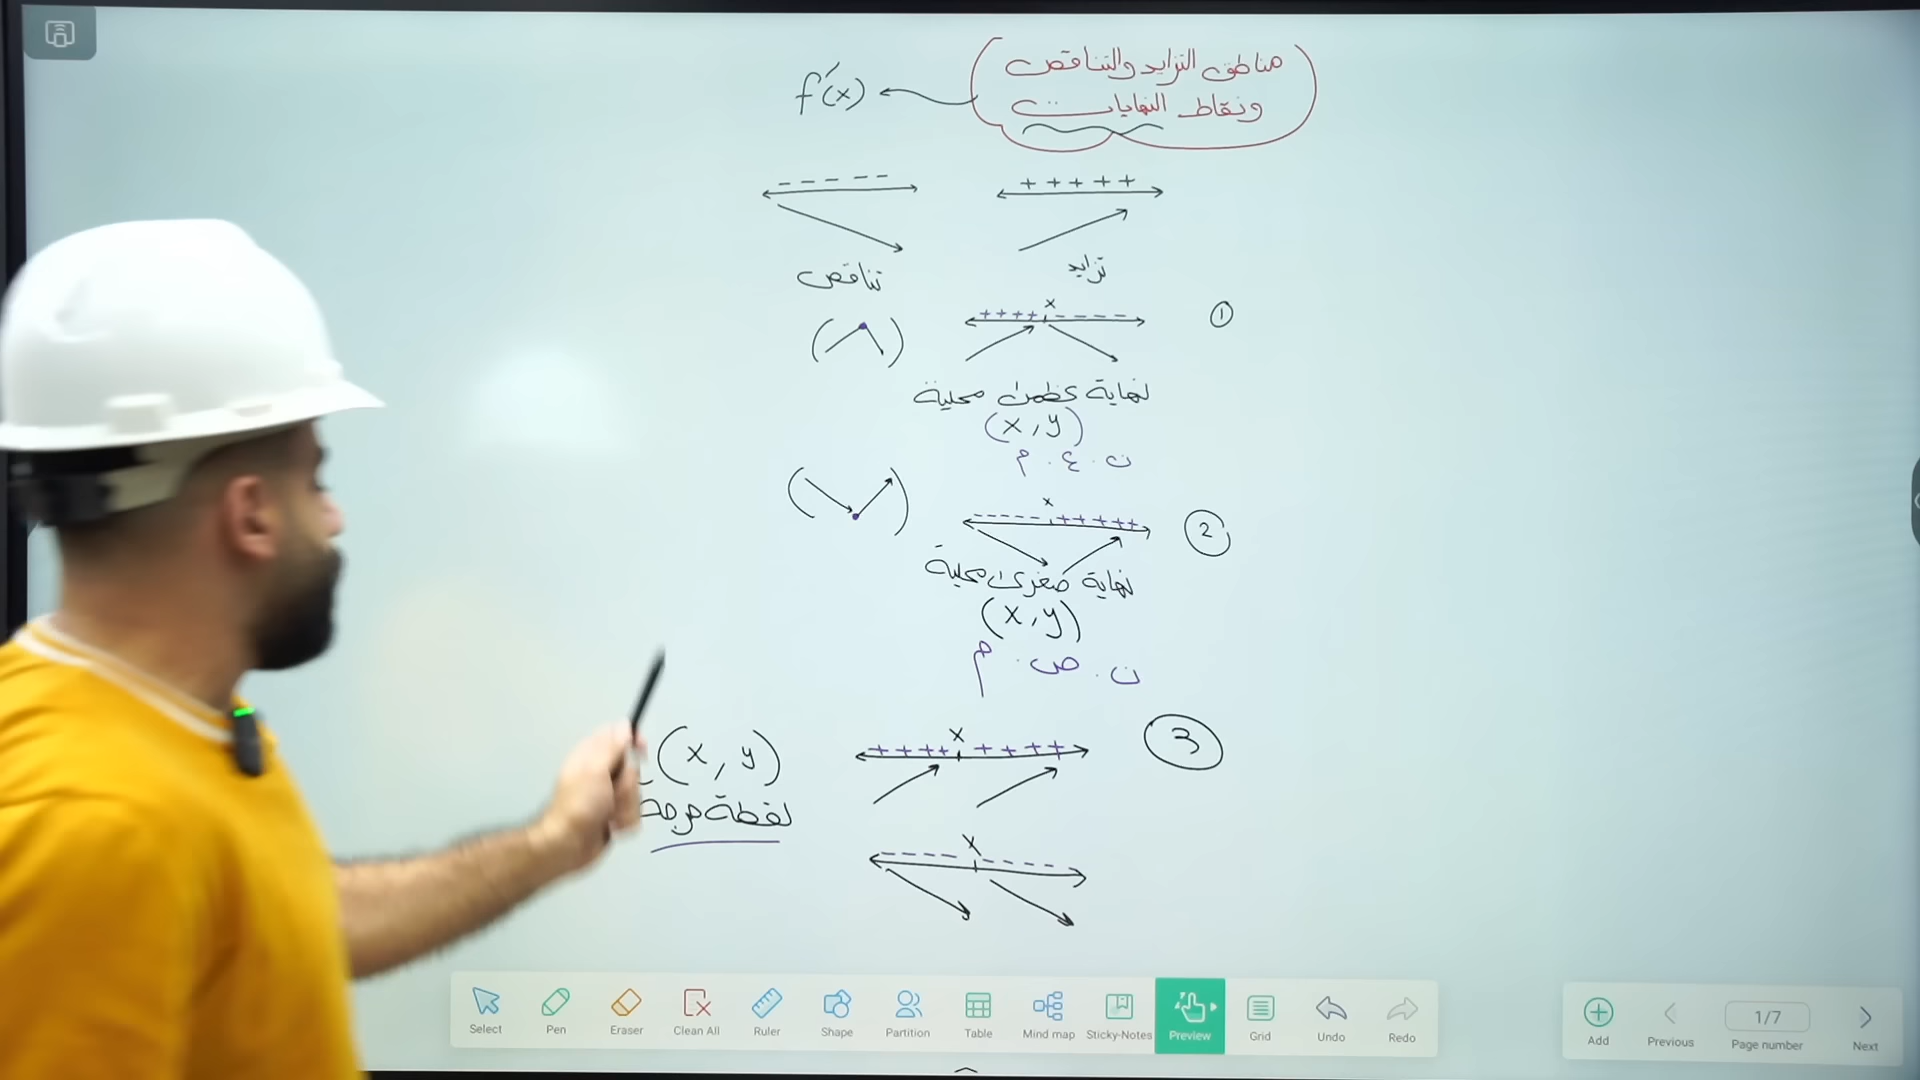 مناطق التزايد والتناقص
ونقاط النهايات
f′(x)
+ + + + +
- - - - -
تزايد
تناقص
①
x
+ + + + - - - -
نهاية عظمى محلية
(x, y)
ن . ع . م
②
x
- - - - - + + + + +
نهاية صغرى محلية
(x, y)
ن . ص . م
③
x
+ + + + + + + +
(x, y)
نقطة حرجة
x
- - - - - - - -
Select
Pen
Eraser
Clean All
Ruler
Shape
Partition
Table
Mind map
Sticky-Notes
Preview
Grid
Undo
Redo
Add
Previous
1/7
Page number
Next